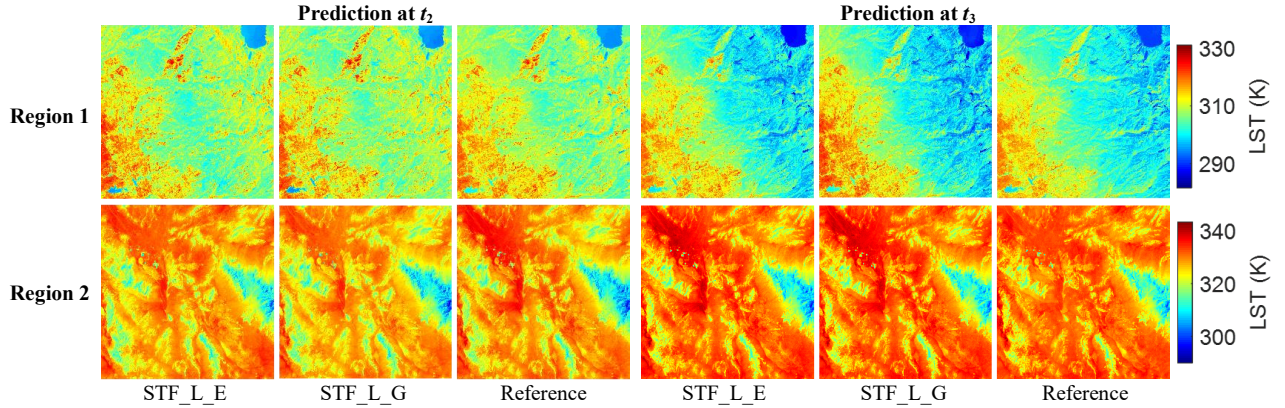 Prediction at t2 Prediction at t3
Region 1
330
310
290
LST (K)
Region 2
340
320
300
LST (K)
STF_L_E STF_L_G Reference STF_L_E STF_L_G Reference